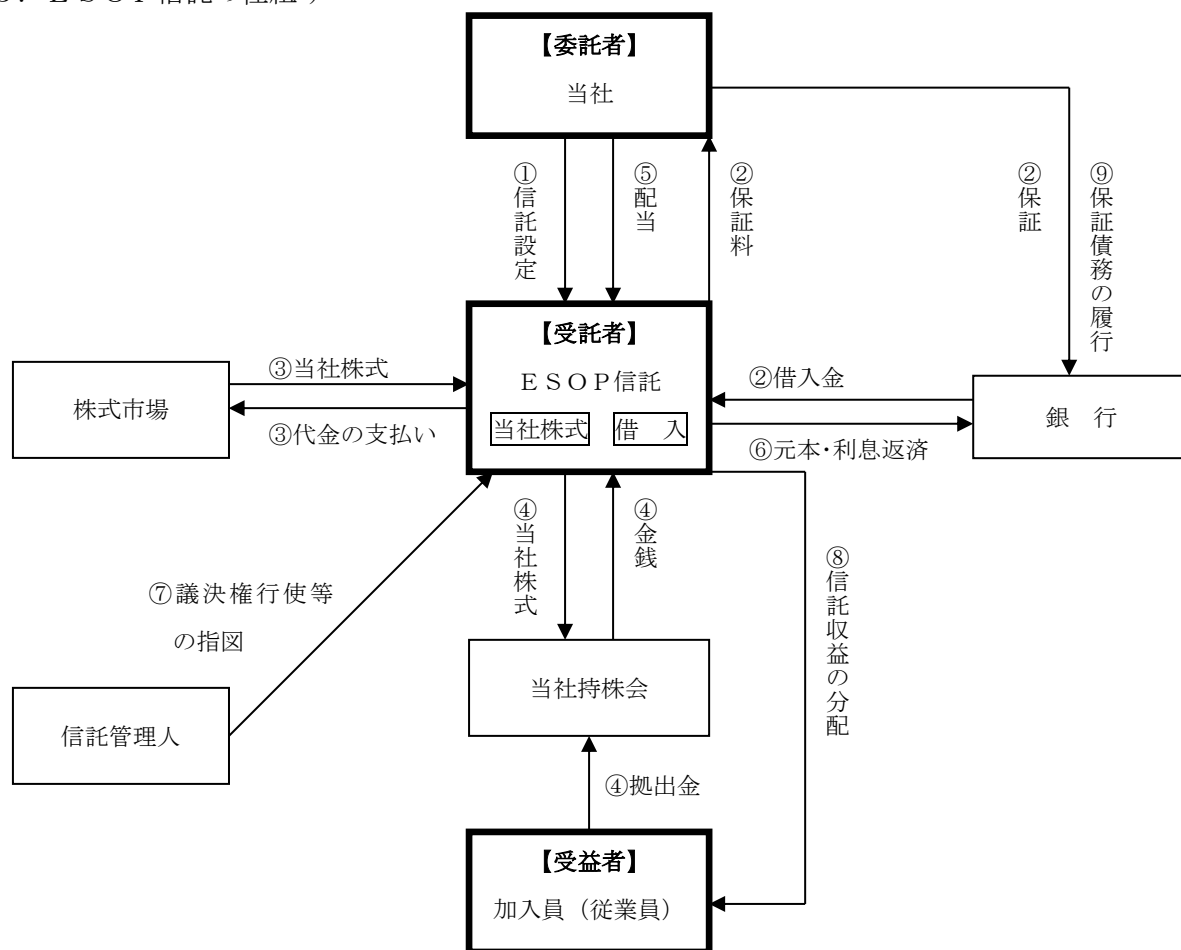 【委託者】
当社
①信託設定
⑤配当
②保証料
②保証
⑨保証債務の履行
【受託者】
ESOP信託
当社株式 借 入
③当社株式
③代金の支払い
株式市場
②借入金
⑥元本・利息返済
銀 行
④当社株式
④金銭
⑧信託収益の分配
⑦議決権行使等
の指図
当社持株会
信託管理人
④拠出金
【受益者】
加入員（従業員）